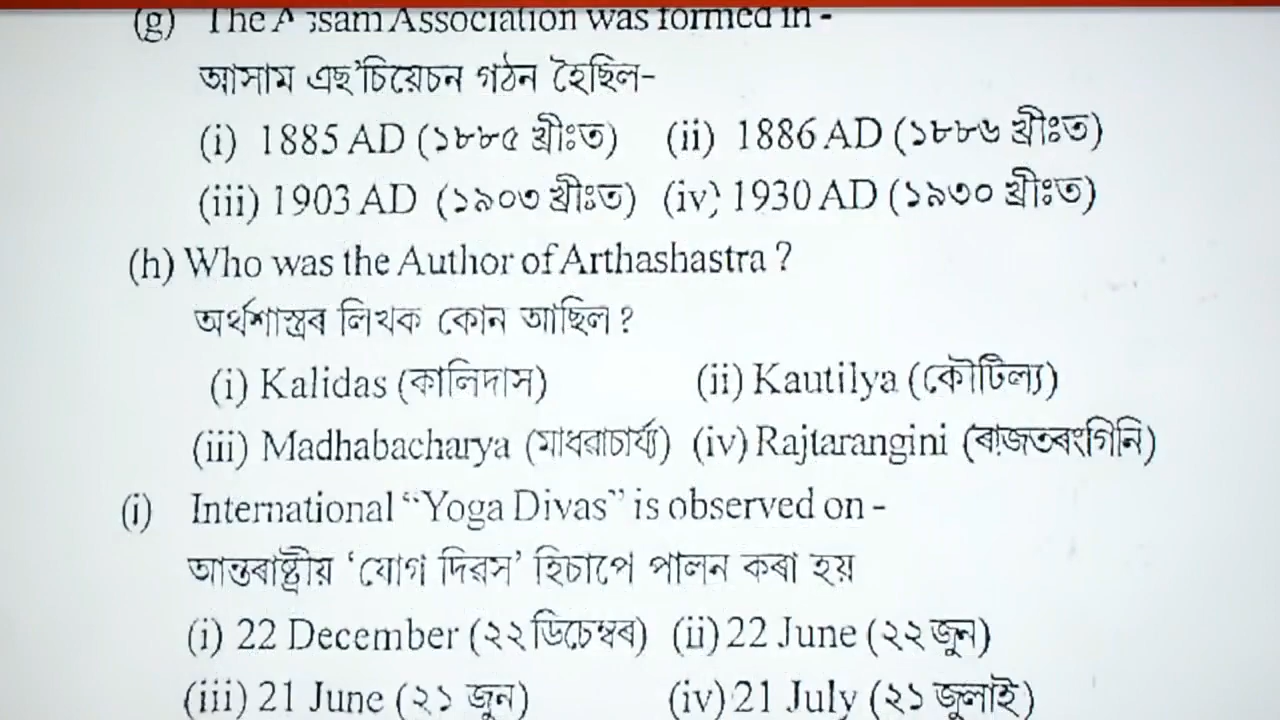 (g) The Assam Association was formed in -
আসাম এছ'চিয়েচন গঠন হৈছিল-
(i) 1885 AD (১৮৮৫ খ্ৰীঃত) (ii) 1886 AD (১৮৮৬ খ্ৰীঃত)
(iii) 1903 AD (১৯০৩ খ্ৰীঃত) (iv) 1930 AD (১৯৩০ খ্ৰীঃত)
(h) Who was the Author of Arthashastra ?
অৰ্থশাস্ত্ৰৰ লিখক কোন আছিল ?
(i) Kalidas (কালিদাস) (ii) Kautilya (কৌটিল্য)
(iii) Madhabacharya (মাধৱাচাৰ্য্য) (iv) Rajtarangini (ৰাজতৰংগিনি)
(i) International “Yoga Divas” is observed on -
আন্তৰাষ্ট্ৰীয় ‘যোগ দিৱস’ হিচাপে পালন কৰা হয়
(i) 22 December (২২ ডিচেম্বৰ) (ii) 22 June (২২ জুন)
(iii) 21 June (২১ জুন) (iv) 21 July (২১ জুলাই)